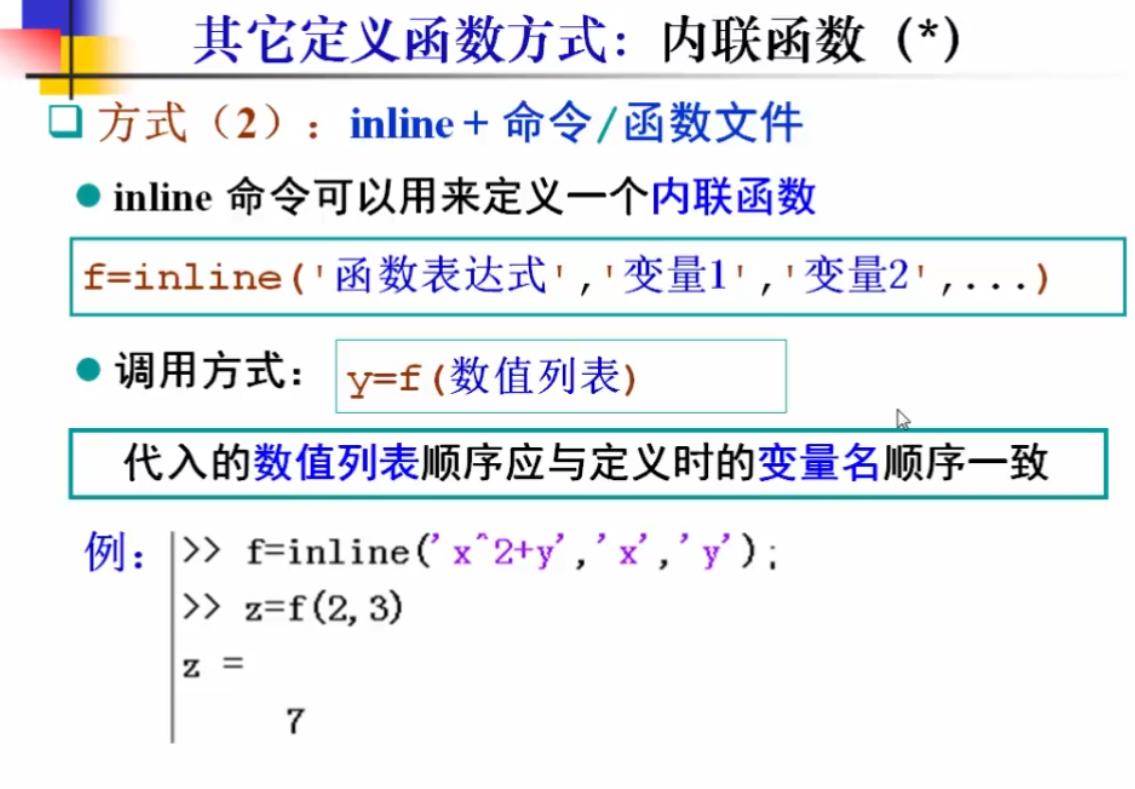 其它定义函数方式：内联函数（*）
方式（2）：inline + 命令/函数文件
inline 命令可以用来定义一个内联函数
f=inline('函数表达式','变量1','变量2',...)
调用方式： y=f(数值列表)
代入的数值列表顺序应与定义时的变量名顺序一致
例： >> f=inline('x^2+y','x','y');
>> z=f(2,3)
z =
7